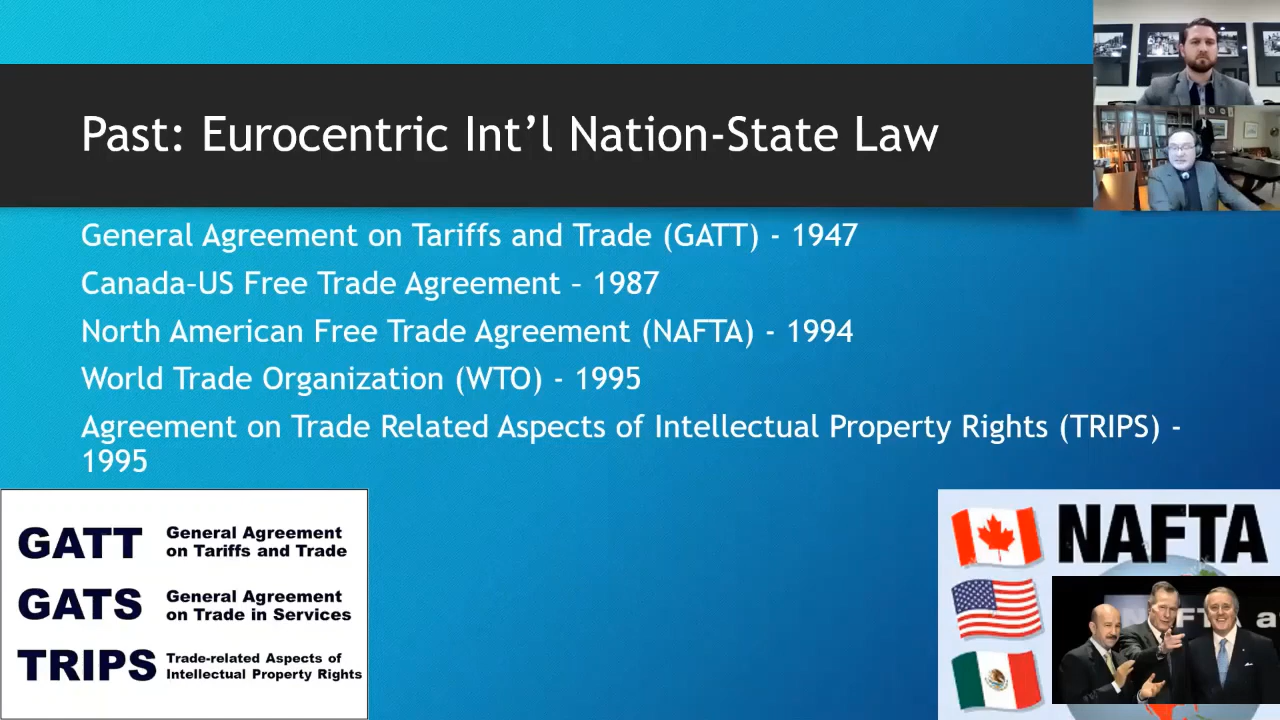 Past: Eurocentric Int’l Nation-State Law
General Agreement on Tariffs and Trade (GATT) - 1947
Canada–US Free Trade Agreement – 1987
North American Free Trade Agreement (NAFTA) - 1994
World Trade Organization (WTO) - 1995
Agreement on Trade Related Aspects of Intellectual Property Rights (TRIPS) -
1995
GATT General Agreement
on Tariffs and Trade
GATS General Agreement
on Trade in Services
TRIPS Trade-related Aspects of
Intellectual Property Rights
NAFTA